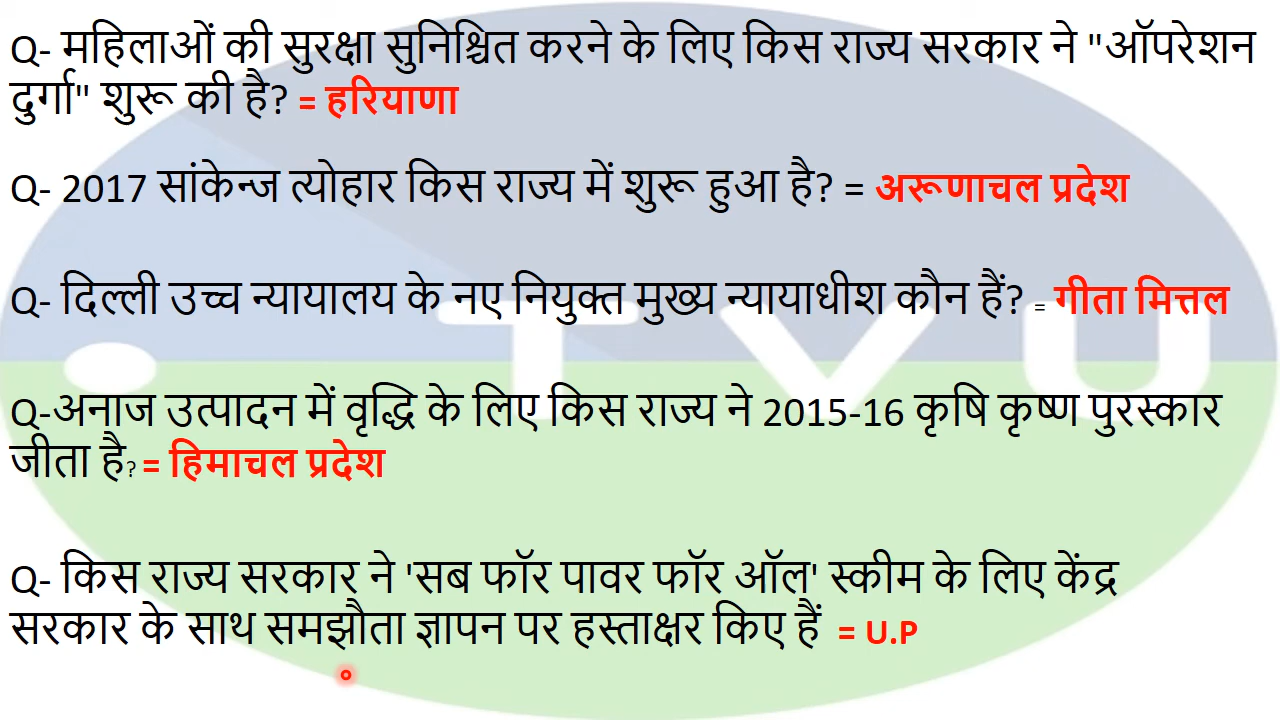 Q- महिलाओं की सुरक्षा सुनिश्चित करने के लिए किस राज्य सरकार ने "ऑपरेशन
दुर्गा" शुरू की है? = हरियाणा
Q- 2017 सांकेन्ज त्योहार किस राज्य में शुरू हुआ है? = अरूणाचल प्रदेश
Q- दिल्ली उच्च न्यायालय के नए नियुक्त मुख्य न्यायाधीश कौन हैं? = गीता मित्तल
Q-अनाज उत्पादन में वृद्धि के लिए किस राज्य ने 2015-16 कृषि कृष्ण पुरस्कार
जीता है? = हिमाचल प्रदेश
Q- किस राज्य सरकार ने 'सब फॉर पावर फॉर ऑल' स्कीम के लिए केंद्र
सरकार के साथ समझौता ज्ञापन पर हस्ताक्षर किए हैं = U.P
i TVU